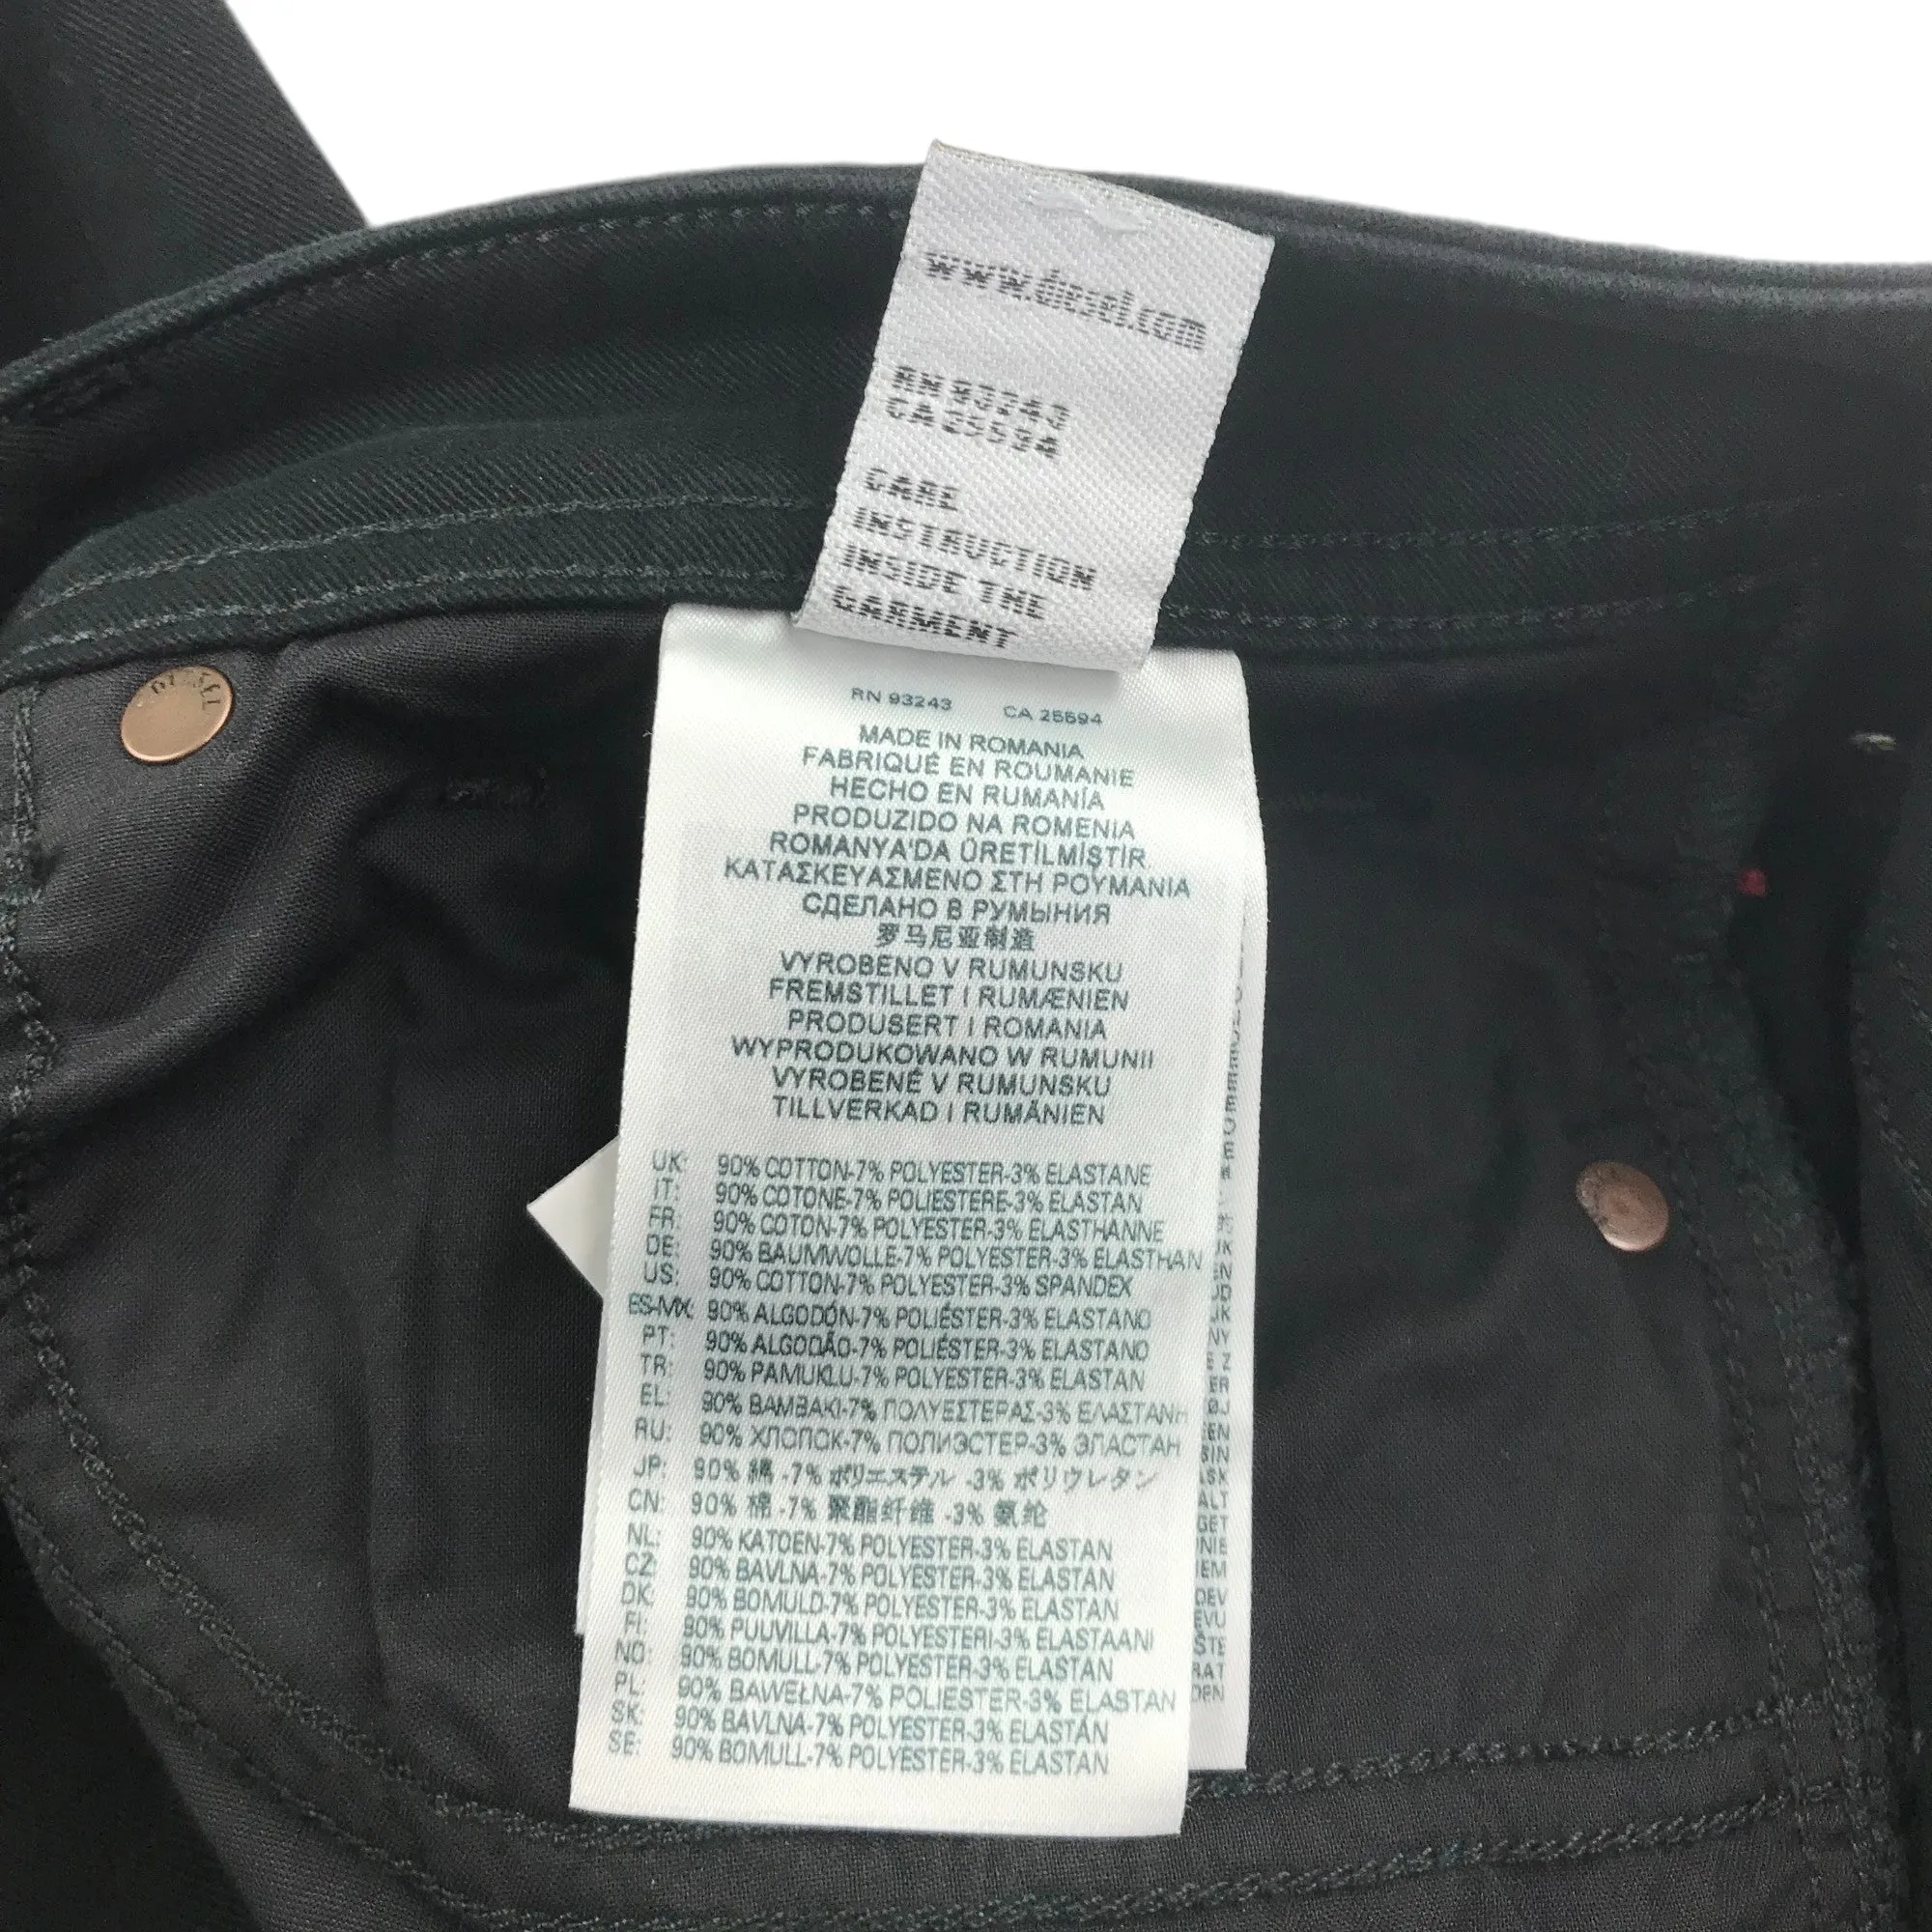 www.diesel.com
RN 93243
CA 25594
CARE
INSTRUCTION
INSIDE THE
GARMENT
DIESEL
RN 93243 CA 25594
MADE IN ROMANIA
FABRIQUÉ EN ROUMANIE
HECHO EN RUMANÍA
PRODUZIDO NA ROMENIA
ROMANYA'DA ÜRETİLMİŞTİR
ΚΑΤΑΣΚΕΥΑΣΜΕΝΟ ΣΤΗ ΡΟΥΜΑΝΙΑ
СДЕЛАНО В РУМЫНИЯ
罗马尼亚制造
VYROBENO V RUMUNSKU
FREMSTILLET I RUMÆNIEN
PRODUSERT I ROMANIA
WYPRODUKOWANO W RUMUNII
VYROBENÉ V RUMUNSKU
TILLVERKAD I RUMÄNIEN
UK: 90% COTTON-7% POLYESTER-3% ELASTANE
IT: 90% COTONE-7% POLIESTERE-3% ELASTAN
FR: 90% COTON-7% POLYESTER-3% ELASTHANNE
DE: 90% BAUMWOLLE-7% POLYESTER-3% ELASTHAN
US: 90% COTTON-7% POLYESTER-3% SPANDEX
ES-MX: 90% ALGODÓN-7% POLIÉSTER-3% ELASTANO
PT: 90% ALGODÃO-7% POLIÉSTER-3% ELASTANO
TR: 90% PAMUKLU-7% POLYESTER-3% ELASTAN
EL: 90% ΒΑΜΒΑΚΙ-7% ΠΟΛΥΕΣΤΕΡΑΣ-3% ΕΛΑΣΤΑΝΗ
RU: 90% ХЛОПОК-7% ПОЛИЭСТЕР-3% ЭЛАСТАН
JP: 90% 綿 -7% ポリエステル -3% ポリウレタン
CN: 90% 棉 -7% 聚酯纤维 -3% 氨纶
NL: 90% KATOEN-7% POLYESTER-3% ELASTAN
CZ: 90% BAVLNA-7% POLYESTER-3% ELASTAN
DK: 90% BOMULD-7% POLYESTER-3% ELASTAN
FI: 90% PUUVILLA-7% POLYESTERI-3% ELASTAANI
NO: 90% BOMULL-7% POLYESTER-3% ELASTAN
PL: 90% BAWEŁNA-7% POLIESTER-3% ELASTAN
SK: 90% BAVLNA-7% POLYESTER-3% ELASTÁN
SE: 90% BOMULL-7% POLYESTER-3% ELASTAN